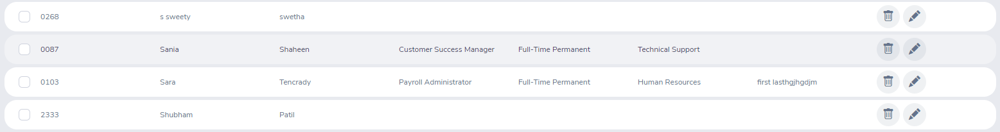 0268 s sweety swetha
0087 Sania Shaheen Customer Success Manager Full-Time Permanent Technical Support
0103 Sara Tencrady Payroll Administrator Full-Time Permanent Human Resources first lasthgjhgdjm
2333 Shubham Patil